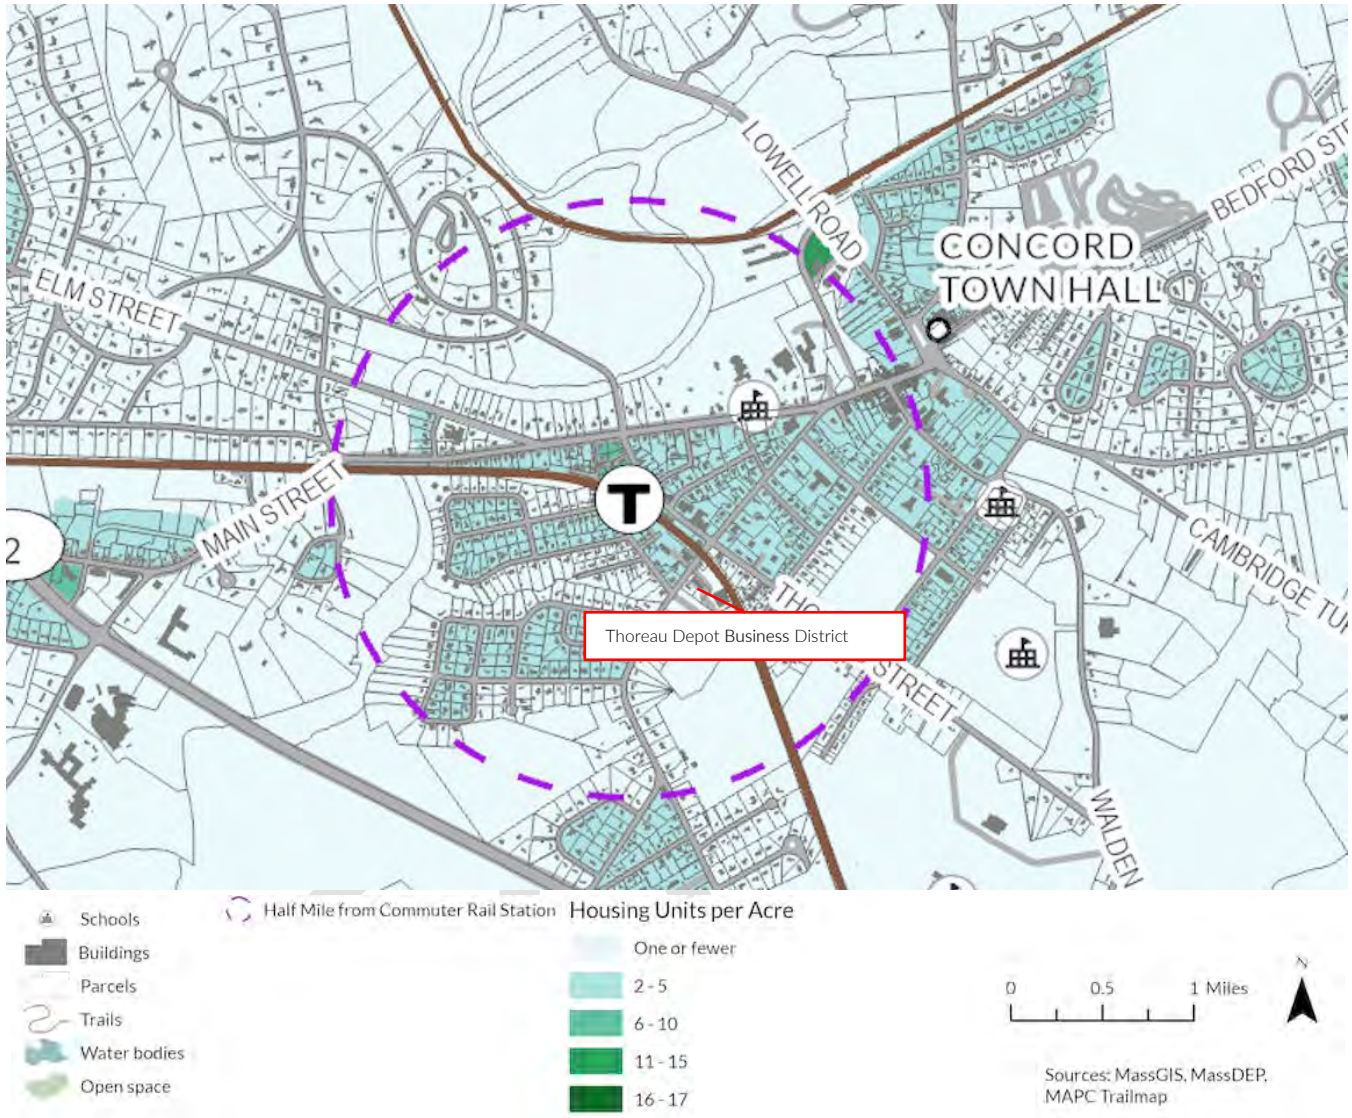 LOWELL ROAD
BEDFORD STR
CONCORD
TOWN HALL
ELM STREET
T
MAIN STREET
2
CAMBRIDGE TUR
Thoreau Depot Business District
THO
STREET
WALDEN
Schools
Buildings
Parcels
Trails
Water bodies
Open space
Half Mile from Commuter Rail Station
Housing Units per Acre
One or fewer
2 - 5
6 - 10
11 - 15
16 - 17
0 0.5 1 Miles
N
Sources: MassGIS, MassDEP,
MAPC Trailmap